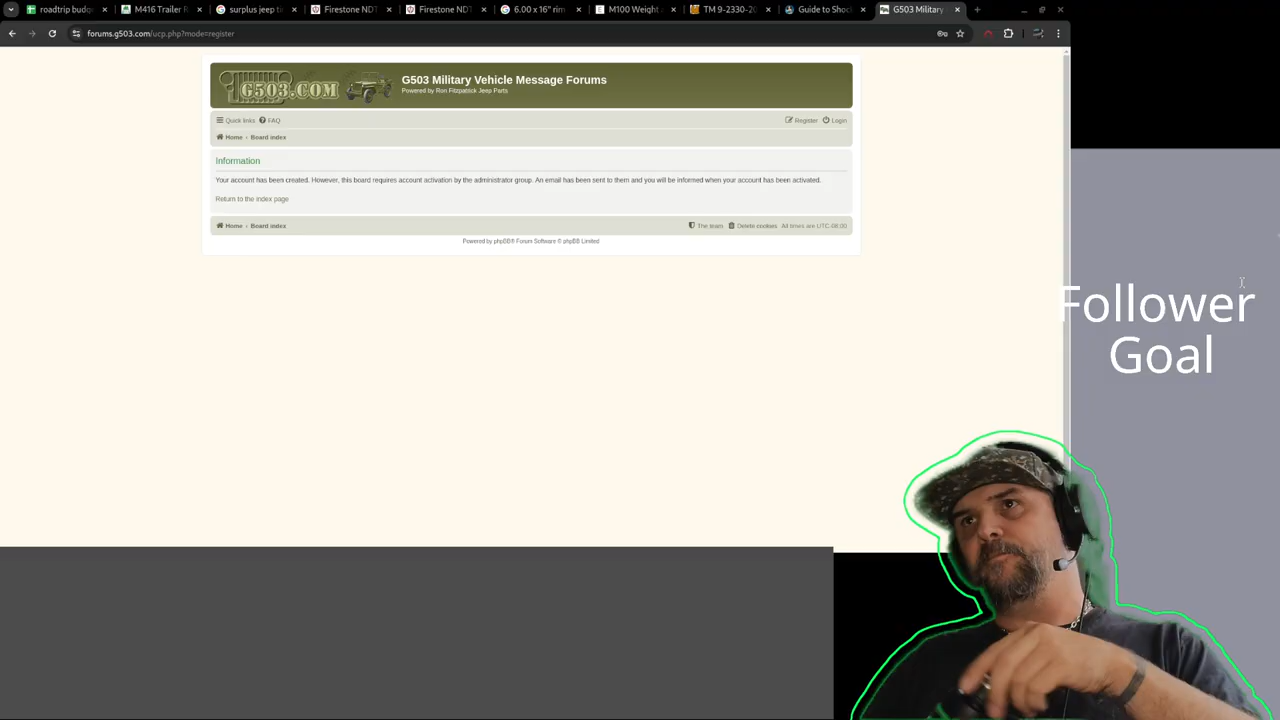 roadtrip budg
M416 Trailer R
surplus jeep t
Firestone NDT
Firestone NDT
6.00 x 16" rim
M100 Weight
TM 9-2330-20
Guide to Shoc
G503 Military
forums.g503.com/ucp.php?mode=register
G503.COM
G503 Military Vehicle Message Forums
Powered by Ron Fitzpatrick Jeep Parts
Quick links FAQ
Register Login
Home › Board index
Information
Your account has been created. However, this board requires account activation by the administrator group. An email has been sent to them and you will be informed when your account has been activated.
Return to the index page
Home › Board index
The team Delete cookies All times are UTC-08:00
Powered by phpBB® Forum Software © phpBB Limited
Follower
Goal